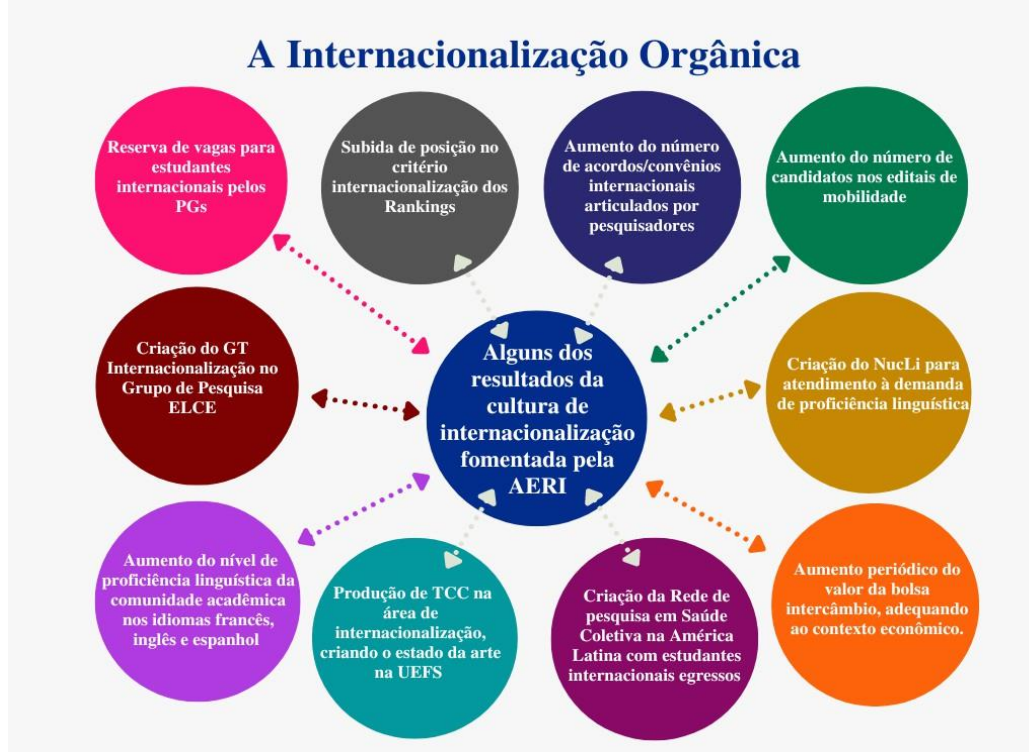 A Internacionalização Orgânica
Reserva de vagas para
estudantes
internacionais pelos
PGs
Subida de posição no
critério
internacionalização dos
Rankings
Aumento do número
de acordos/convênios
internacionais
articulados por
pesquisadores
Aumento do número de
candidatos nos editais de
mobilidade
Criação do GT
Internacionalização no
Grupo de Pesquisa
ELCE
Alguns dos
resultados da
cultura de
internacionalização
fomentada pela
AERI
Criação do NucLi para
atendimento à demanda
de proficiência linguística
Aumento do nível de
proficiência linguística da
comunidade acadêmica
nos idiomas francês,
inglês e espanhol
Produção de TCC na
área de
internacionalização,
criando o estado da arte
na UEFS
Criação da Rede de
pesquisa em Saúde
Coletiva na América
Latina com estudantes
internacionais egressos
Aumento periódico do
valor da bolsa
intercâmbio, adequando
ao contexto econômico.